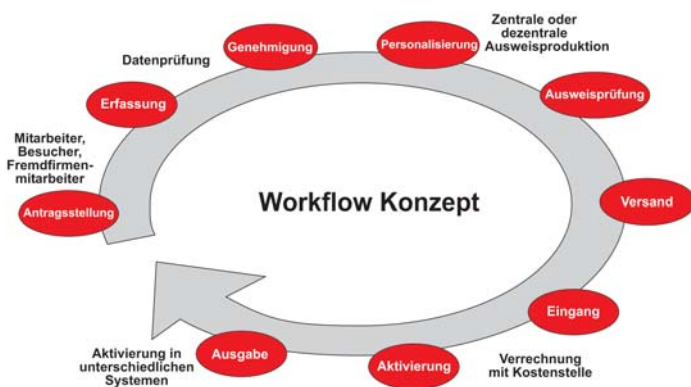 Zentrale oder
dezentrale
Ausweisproduktion
Genehmigung
Personalisierung
Datenprüfung
Erfassung
Ausweisprüfung
Mitarbeiter,
Besucher,
Fremdfirmen-
mitarbeiter
Antragsstellung
Workflow Konzept
Versand
Eingang
Aktivierung in
unterschiedlichen
Systemen
Ausgabe
Aktivierung
Verrechnung
mit Kostenstelle